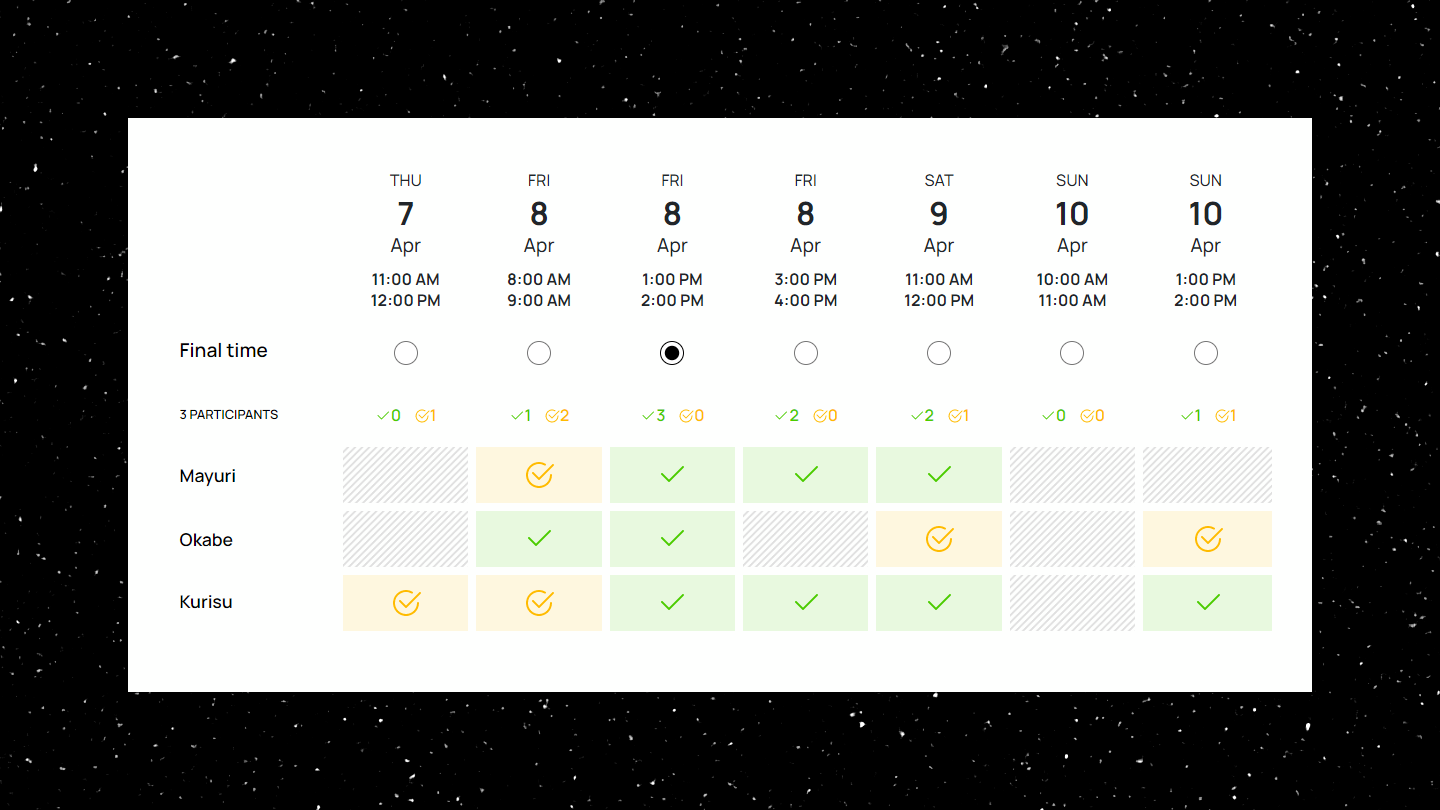 THU FRI FRI FRI SAT SUN SUN
7 8 8 8 9 10 10
Apr Apr Apr Apr Apr Apr Apr
11:00 AM 8:00 AM 1:00 PM 3:00 PM 11:00 AM 10:00 AM 1:00 PM
12:00 PM 9:00 AM 2:00 PM 4:00 PM 12:00 PM 11:00 AM 2:00 PM
Final time
3 PARTICIPANTS 0 1 1 2 3 0 2 0 2 1 0 0 1 1
Mayuri
Okabe
Kurisu